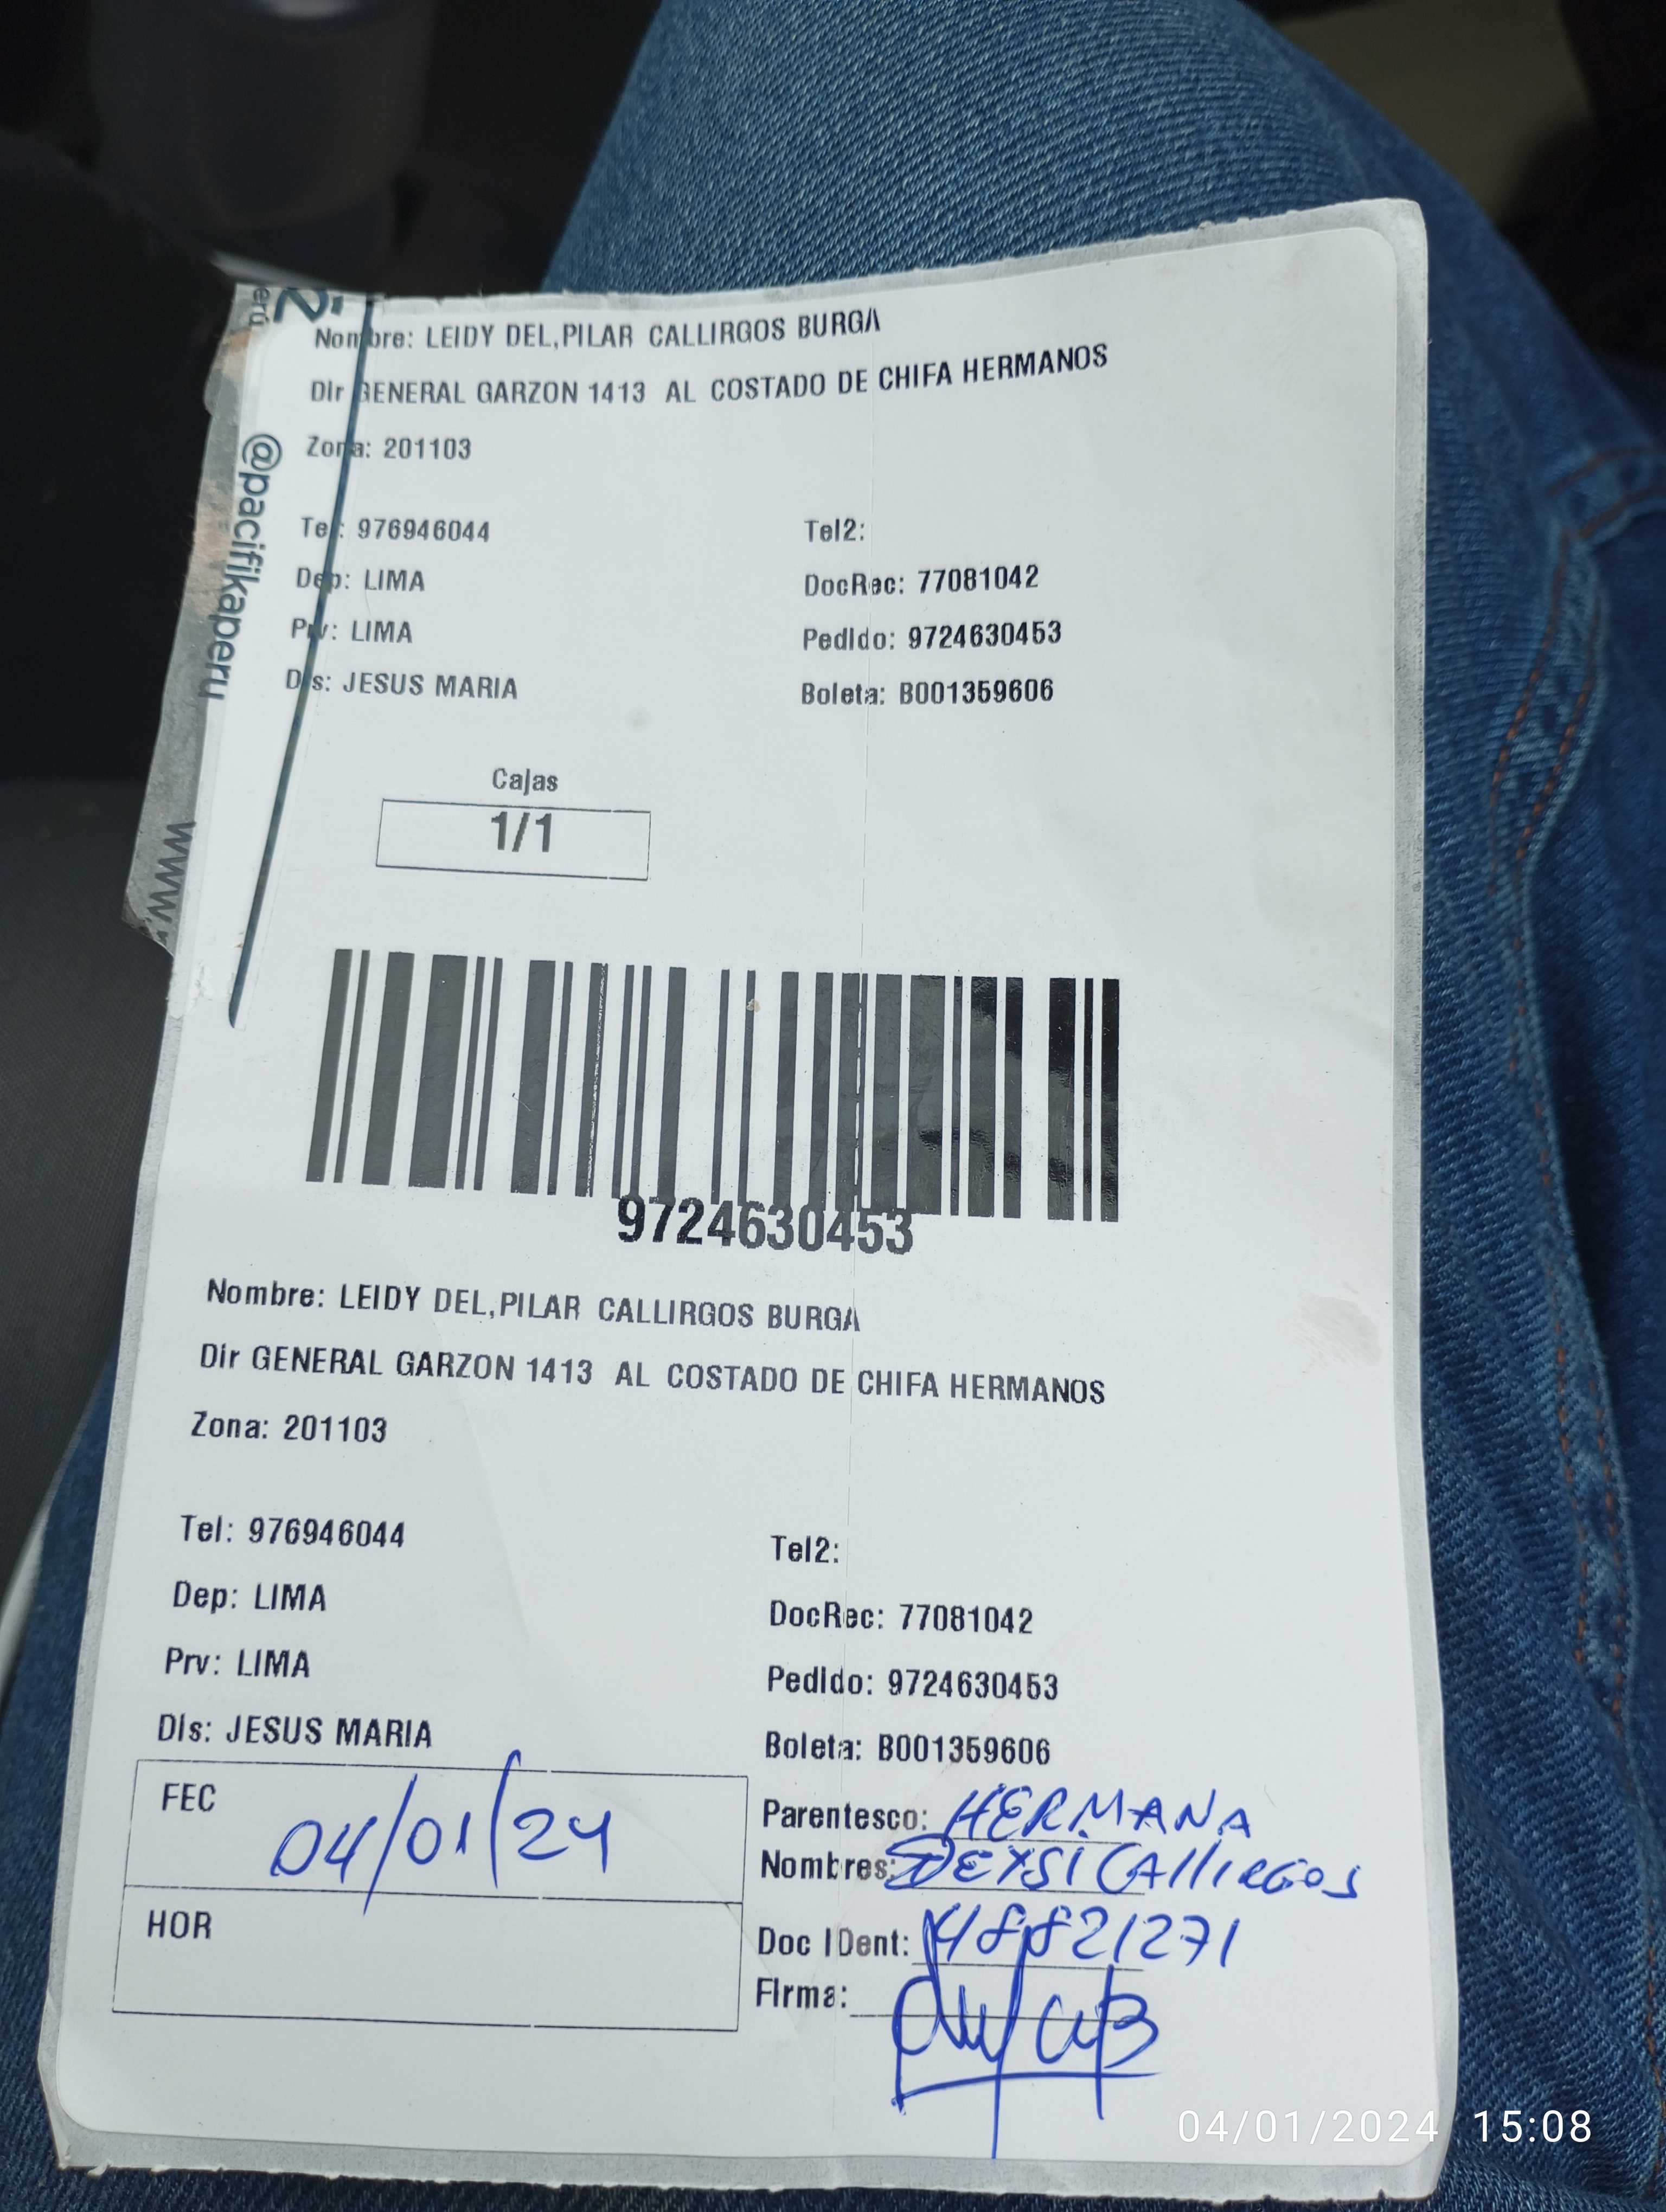 Nombre: LEIDY DEL,PILAR CALLIRGOS BURGA
Dir GENERAL GARZON 1413 AL COSTADO DE CHIFA HERMANOS
Zona: 201103
Tel: 976946044 Tel2:
Dep: LIMA DocRec: 77081042
Prv: LIMA Pedido: 9724630453
Dis: JESUS MARIA Boleta: B001359606
@pacifikaperu
www.
Cajas
1/1
9724630453
Nombre: LEIDY DEL,PILAR CALLIRGOS BURGA
Dir GENERAL GARZON 1413 AL COSTADO DE CHIFA HERMANOS
Zona: 201103
Tel: 976946044 Tel2:
Dep: LIMA DocRec: 77081042
Prv: LIMA Pedido: 9724630453
Dis: JESUS MARIA Boleta: B001359606
FEC 04/01/24
HOR
Parentesco: HERMANA
Nombres: DEYSI CAllIRGOS
Doc IDent: 48821271
Firma:
04/01/2024 15:08